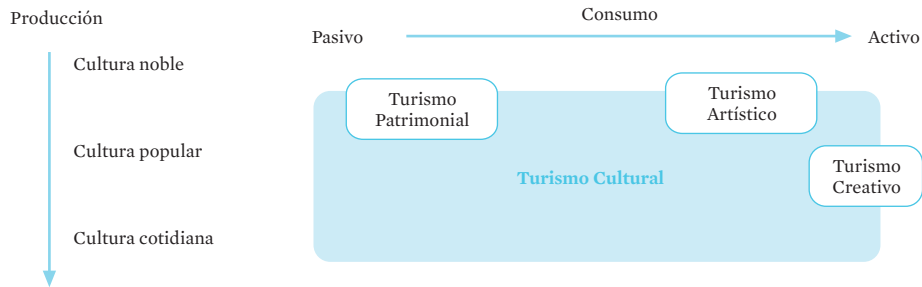 Producción
Consumo
Pasivo
Activo
Cultura noble
Turismo
Patrimonial
Turismo
Artístico
Cultura popular
Turismo Cultural
Turismo
Creativo
Cultura cotidiana